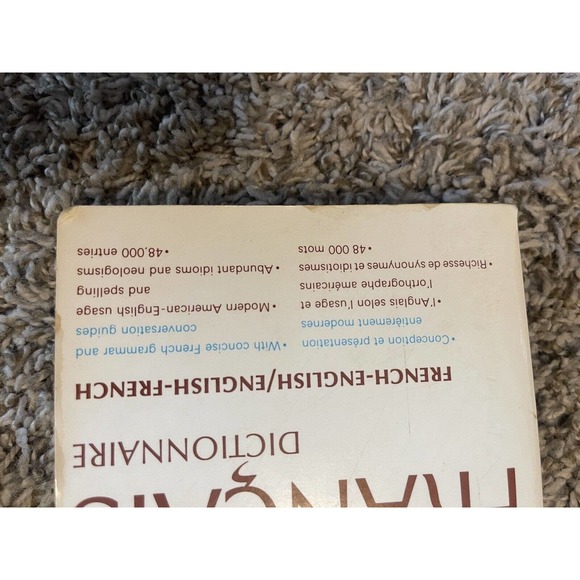 FRANÇAIS
DICTIONNAIRE
FRENCH-ENGLISH/ENGLISH-FRENCH
• Conception et présentation
entièrement modernes
• l'Anglais selon l'usage et
l'orthographe américains
• Richesse de synonymes et idiotismes
• 48 000 mots
• With concise French grammar and
conversation guides
• Modern American-English usage
and spelling
• Abundant idioms and neologisms
• 48,000 entries